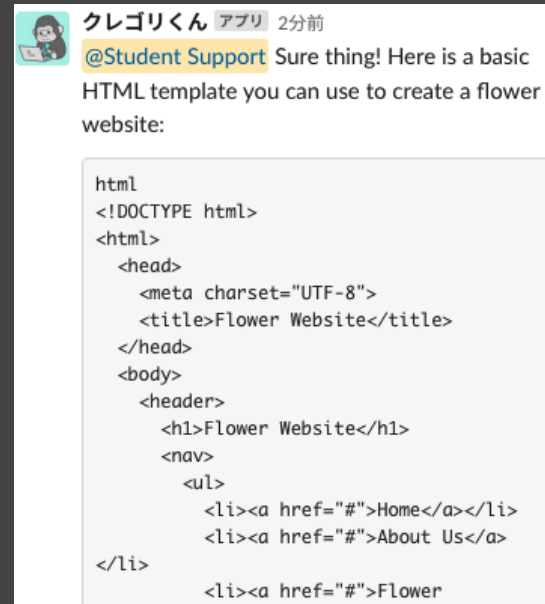 クレゴリくん アプリ 2分前
@Student Support Sure thing! Here is a basic
HTML template you can use to create a flower
website:
html
<!DOCTYPE html>
<html>
  <head>
    <meta charset="UTF-8">
    <title>Flower Website</title>
  </head>
  <body>
    <header>
      <h1>Flower Website</h1>
      <nav>
        <ul>
          <li><a href="#">Home</a></li>
          <li><a href="#">About Us</a>
</li>
          <li><a href="#">Flower